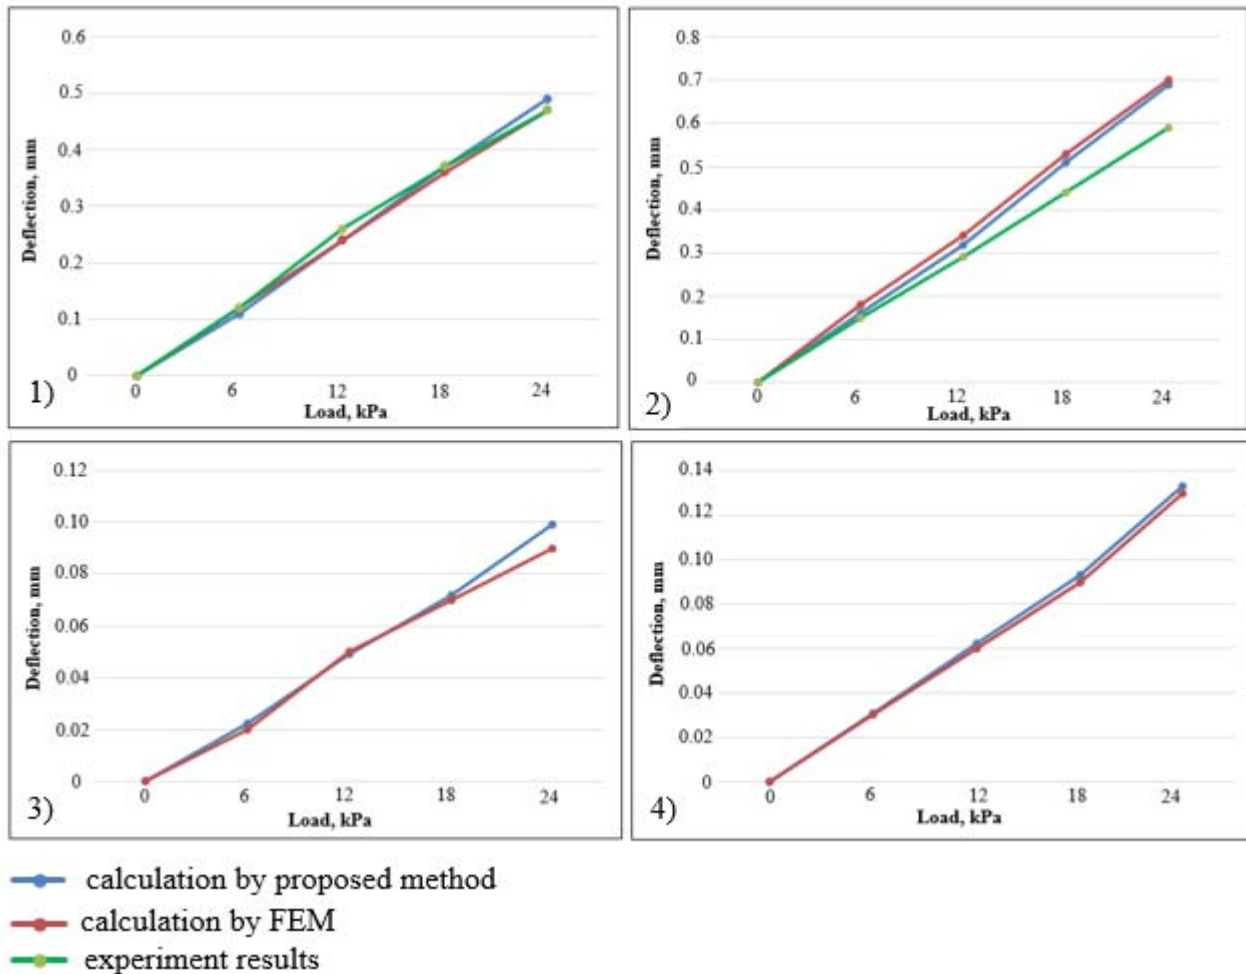 0.6
0.5
0.4
0.3
0.2
0.1
0
Deflection, mm
0 6 12 18 24
Load, kPa
1)
0.8
0.7
0.6
0.5
0.4
0.3
0.2
0.1
0
Deflection, mm
0 6 12 18 24
Load, kPa
2)
0.12
0.10
0.08
0.06
0.04
0.02
0
Deflection, mm
0 6 12 18 24
Load, kPa
3)
0.14
0.12
0.10
0.08
0.06
0.04
0.02
0
Deflection, mm
0 6 12 18 24
Load, kPa
4)
calculation by proposed method
calculation by FEM
experiment results